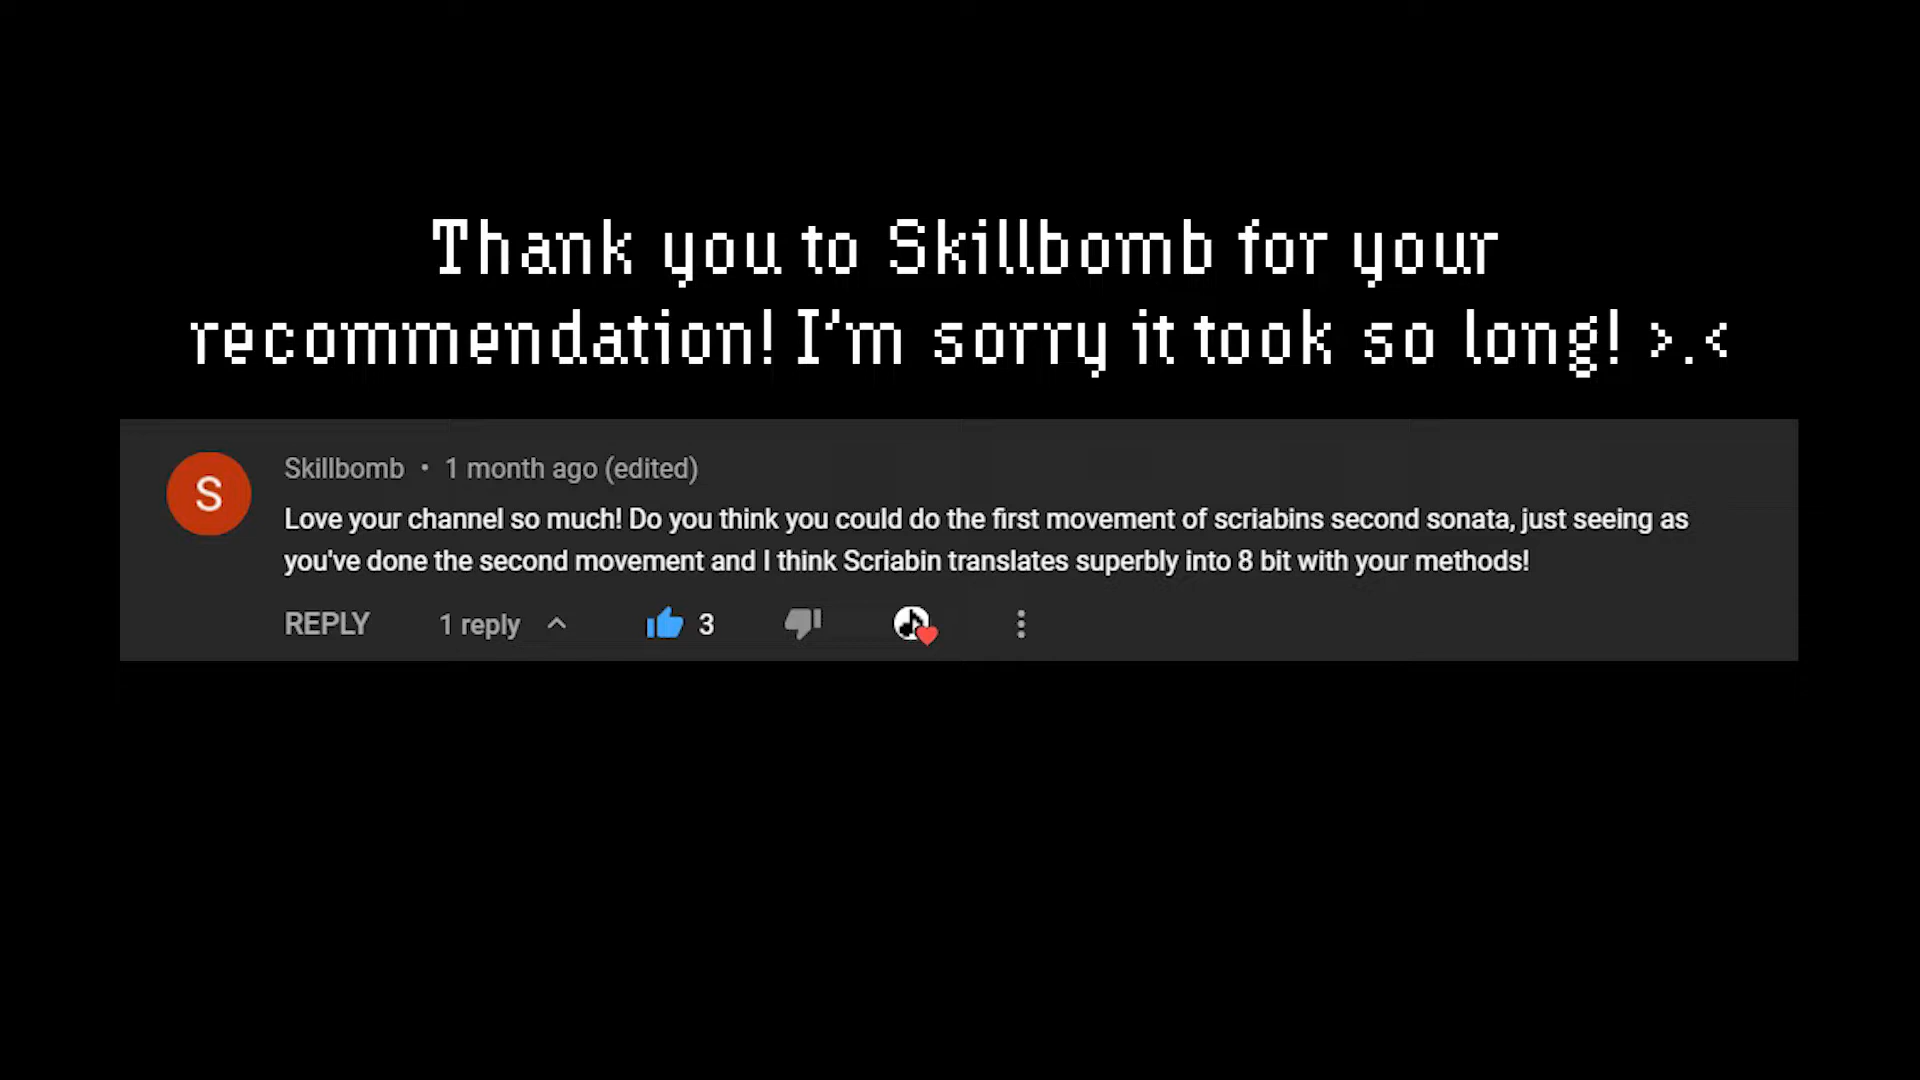 Thank you to Skillbomb for your
recommendation! I'm sorry it took so long! >.<
S
Skillbomb • 1 month ago (edited)
Love your channel so much! Do you think you could do the first movement of scriabins second sonata, just seeing as
you've done the second movement and I think Scriabin translates superbly into 8 bit with your methods!
REPLY 1 reply 3